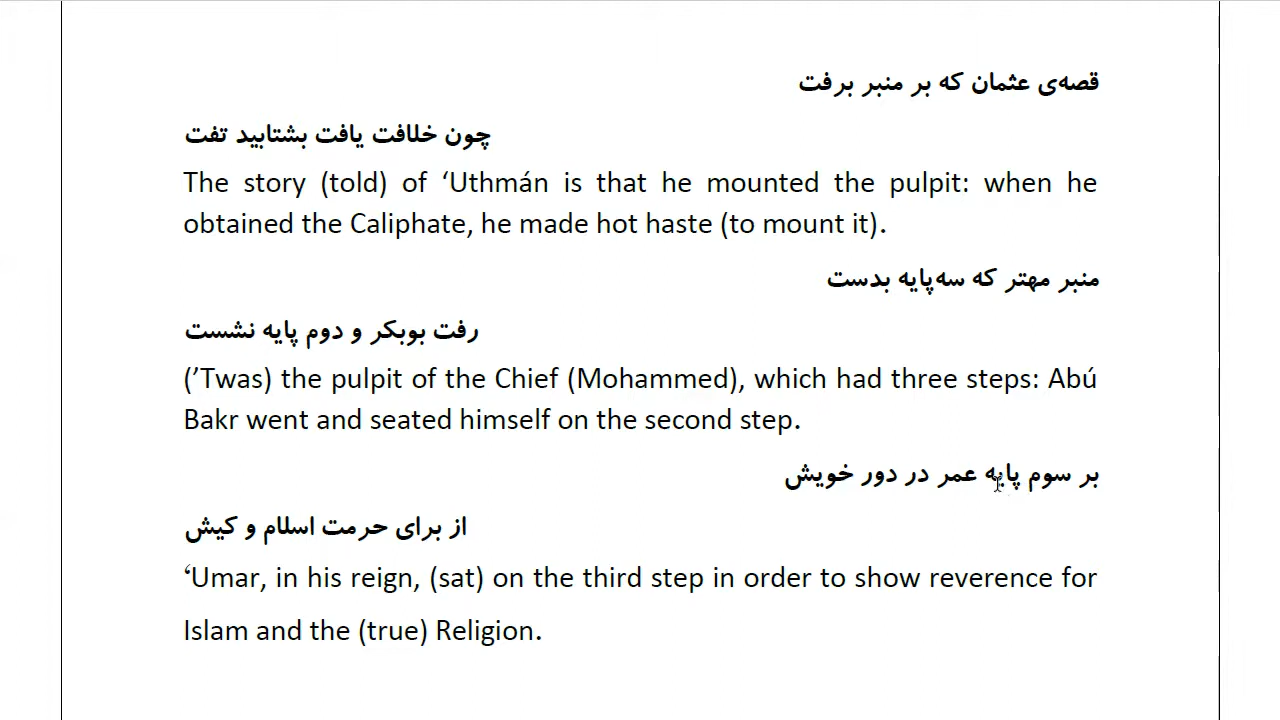 قصه‌ی عثمان که بر منبر برفت
چون خلافت یافت بشتابید تفت
The story (told) of ‘Uthmán is that he mounted the pulpit: when he
obtained the Caliphate, he made hot haste (to mount it).
منبر مهتر که سه‌پایه بدست
رفت بوبکر و دوم پایه نشست
(’Twas) the pulpit of the Chief (Mohammed), which had three steps: Abú
Bakr went and seated himself on the second step.
بر سوم پایه عمر در دور خویش
از برای حرمت اسلام و کیش
‘Umar, in his reign, (sat) on the third step in order to show reverence for
Islam and the (true) Religion.